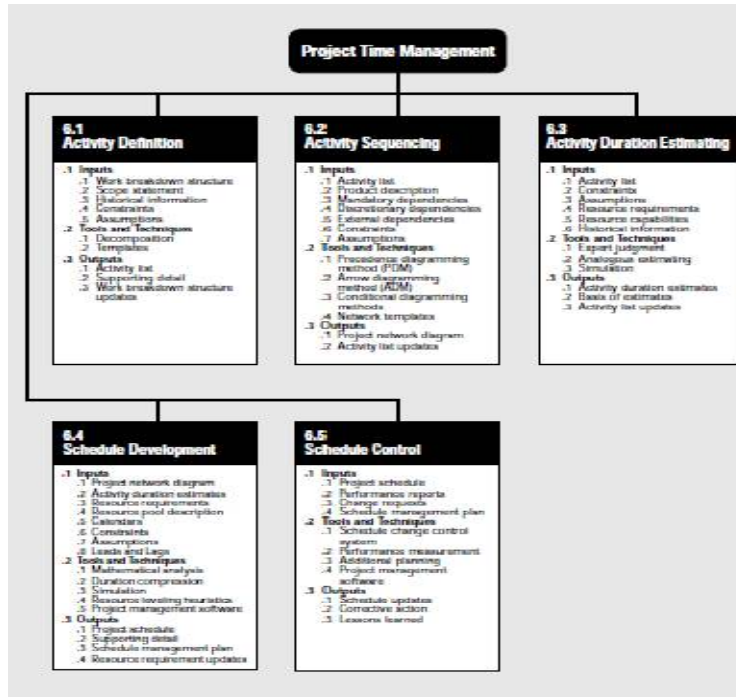 Project Time Management
6.1
Activity Definition
.1 Inputs
.1 Work breakdown structure
.2 Scope statement
.3 Historical information
.4 Constraints
.5 Assumptions
.2 Tools and Techniques
.1 Decomposition
.2 Templates
.3 Outputs
.1 Activity list
.2 Supporting detail
.3 Work breakdown structure
updates
6.2
Activity Sequencing
.1 Inputs
.1 Activity list
.2 Product description
.3 Mandatory dependencies
.4 Discretionary dependencies
.5 External dependencies
.6 Constraints
.7 Assumptions
.2 Tools and Techniques
.1 Precedence diagramming
method (PDM)
.2 Arrow diagramming
method (ADM)
.3 Conditional diagramming
methods
.4 Network templates
.3 Outputs
.1 Project network diagram
.2 Activity list updates
6.3
Activity Duration Estimating
.1 Inputs
.1 Activity list
.2 Constraints
.3 Assumptions
.4 Resource requirements
.5 Resource capabilities
.6 Historical information
.2 Tools and Techniques
.1 Expert judgment
.2 Analogous estimating
.3 Simulation
.3 Outputs
.1 Activity duration estimates
.2 Basis of estimates
.3 Activity list updates
6.4
Schedule Development
.1 Inputs
.1 Project network diagram
.2 Activity duration estimates
.3 Resource requirements
.4 Resource pool description
.5 Calendars
.6 Constraints
.7 Assumptions
.8 Leads and Lags
.2 Tools and Techniques
.1 Mathematical analysis
.2 Duration compression
.3 Simulation
.4 Resource leveling heuristics
.5 Project management software
.3 Outputs
.1 Project schedule
.2 Supporting detail
.3 Schedule management plan
.4 Resource requirement updates
6.5
Schedule Control
.1 Inputs
.1 Project schedule
.2 Performance reports
.3 Change requests
.4 Schedule management plan
.2 Tools and Techniques
.1 Schedule change control
system
.2 Performance measurement
.3 Additional planning
.4 Project management
software
.3 Outputs
.1 Schedule updates
.2 Corrective action
.3 Lessons learned